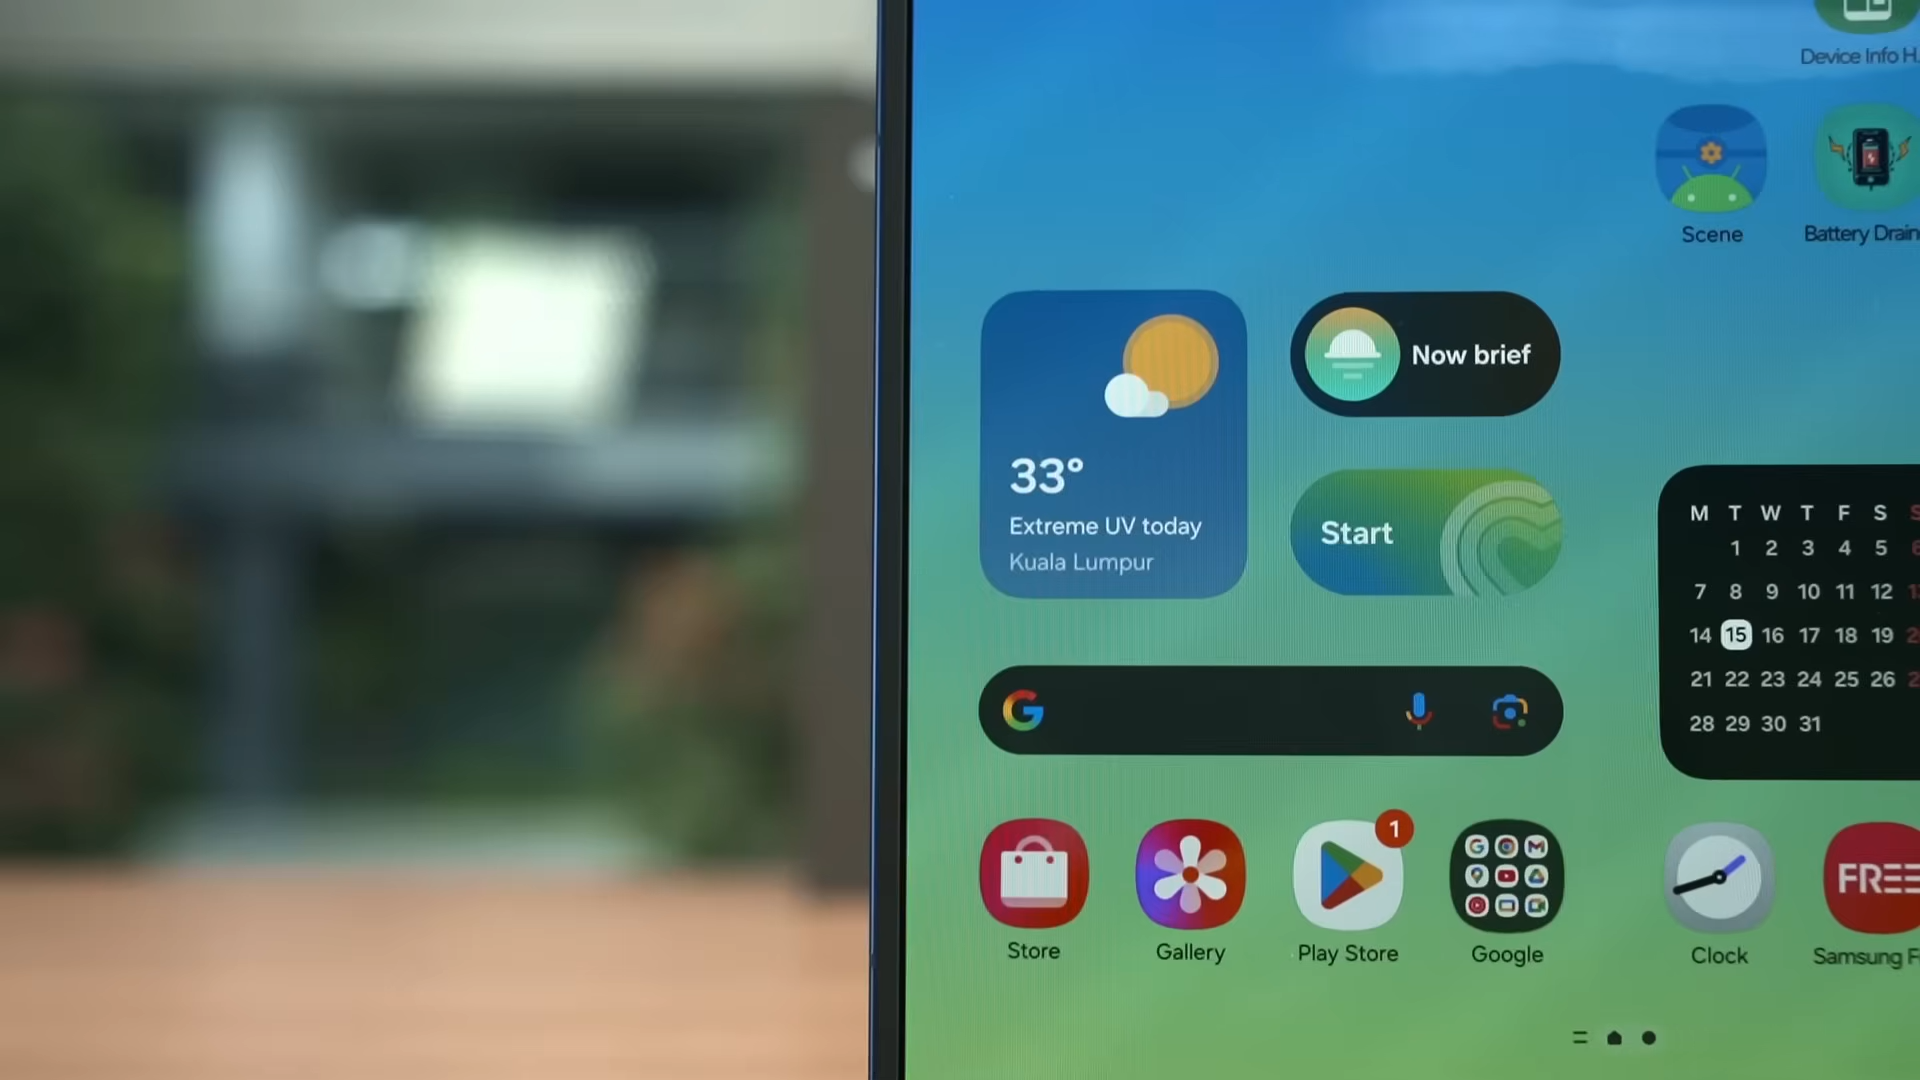 Device Info H.
Scene
Battery Drain
Now brief
33°
Extreme UV today
Kuala Lumpur
Start
M T W T F S S
1 2 3 4 5 6
7 8 9 10 11 12
14 15 16 17 18 19
21 22 23 24 25 26
28 29 30 31
1
FREE
Store
Gallery
Play Store
Google
Clock
Samsung F